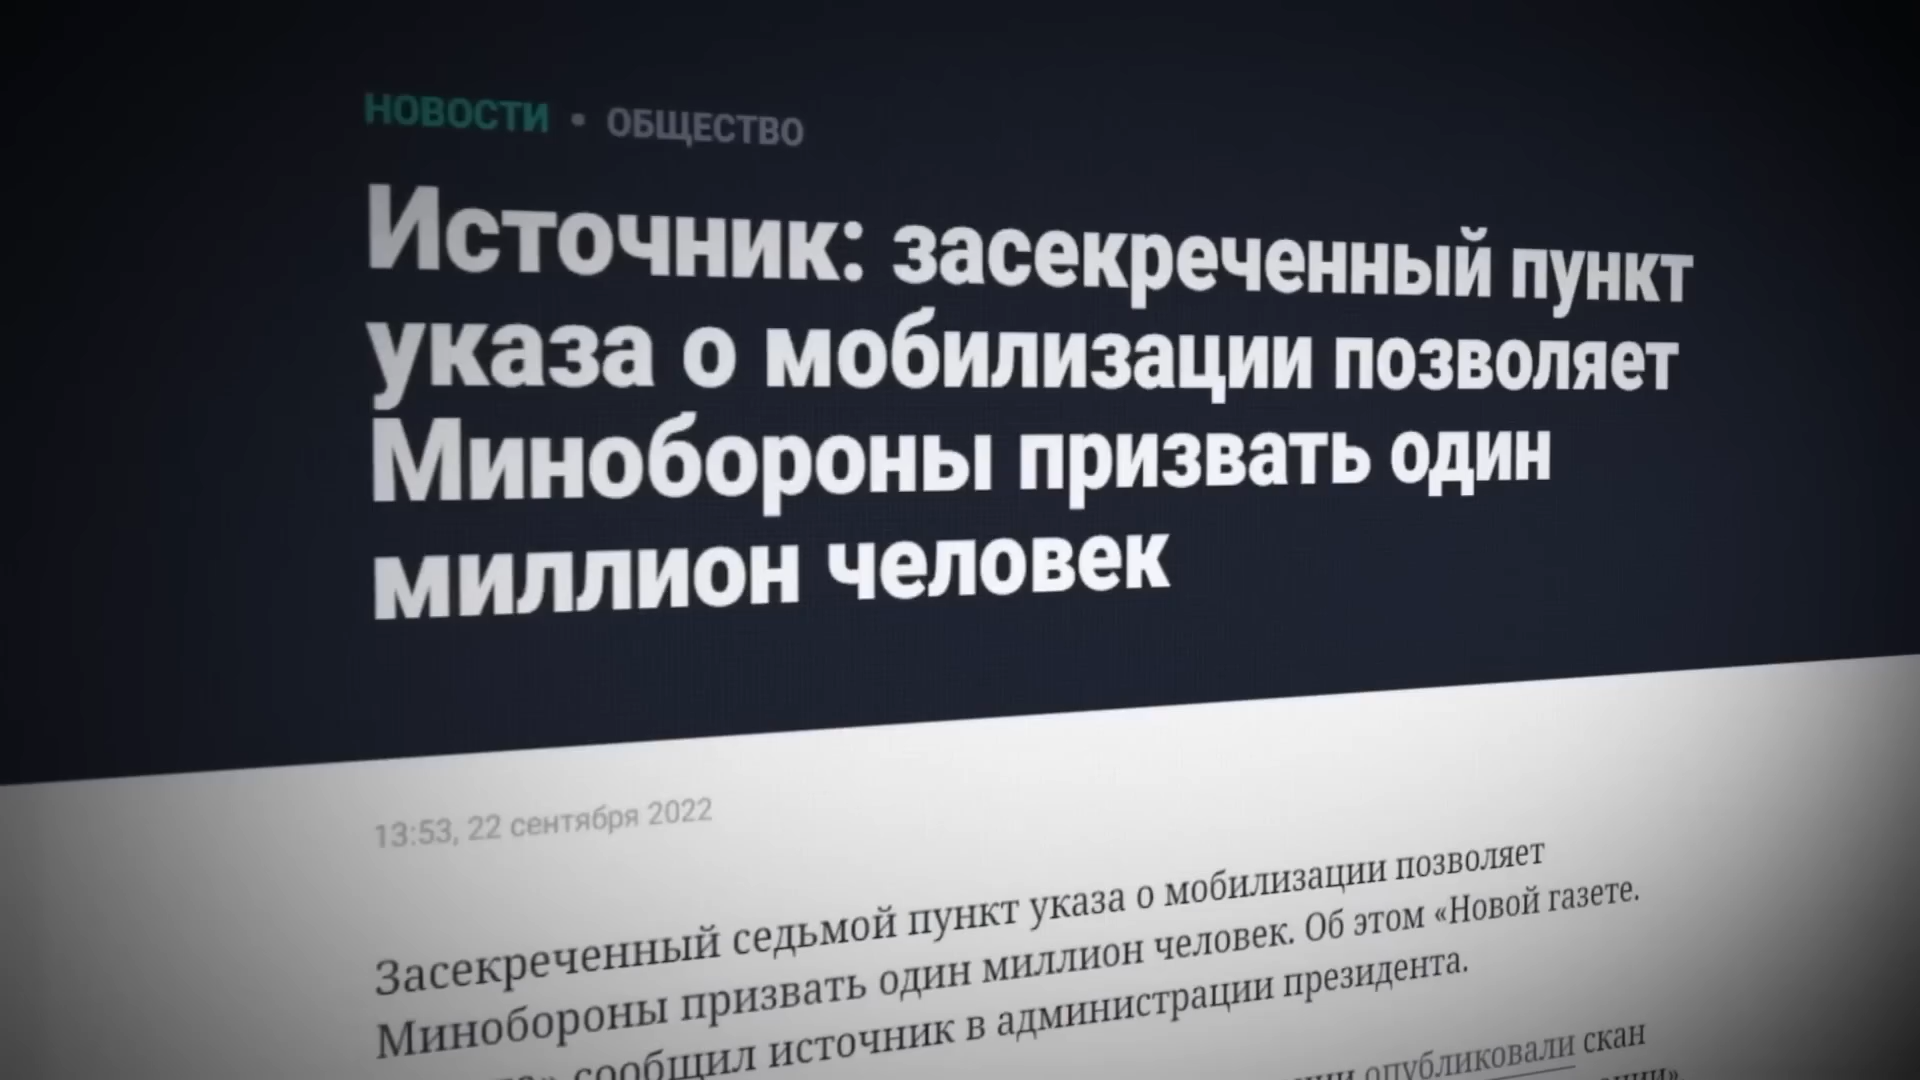 НОВОСТИ • ОБЩЕСТВО
Источник: засекреченный пункт
указа о мобилизации позволяет
Минобороны призвать один
миллион человек
13:53, 22 сентября 2022
Засекреченный седьмой пункт указа о мобилизации позволяет
Минобороны призвать один миллион человек. Об этом «Новой газете.
сообщил источник в администрации президента.
опубликовали скан